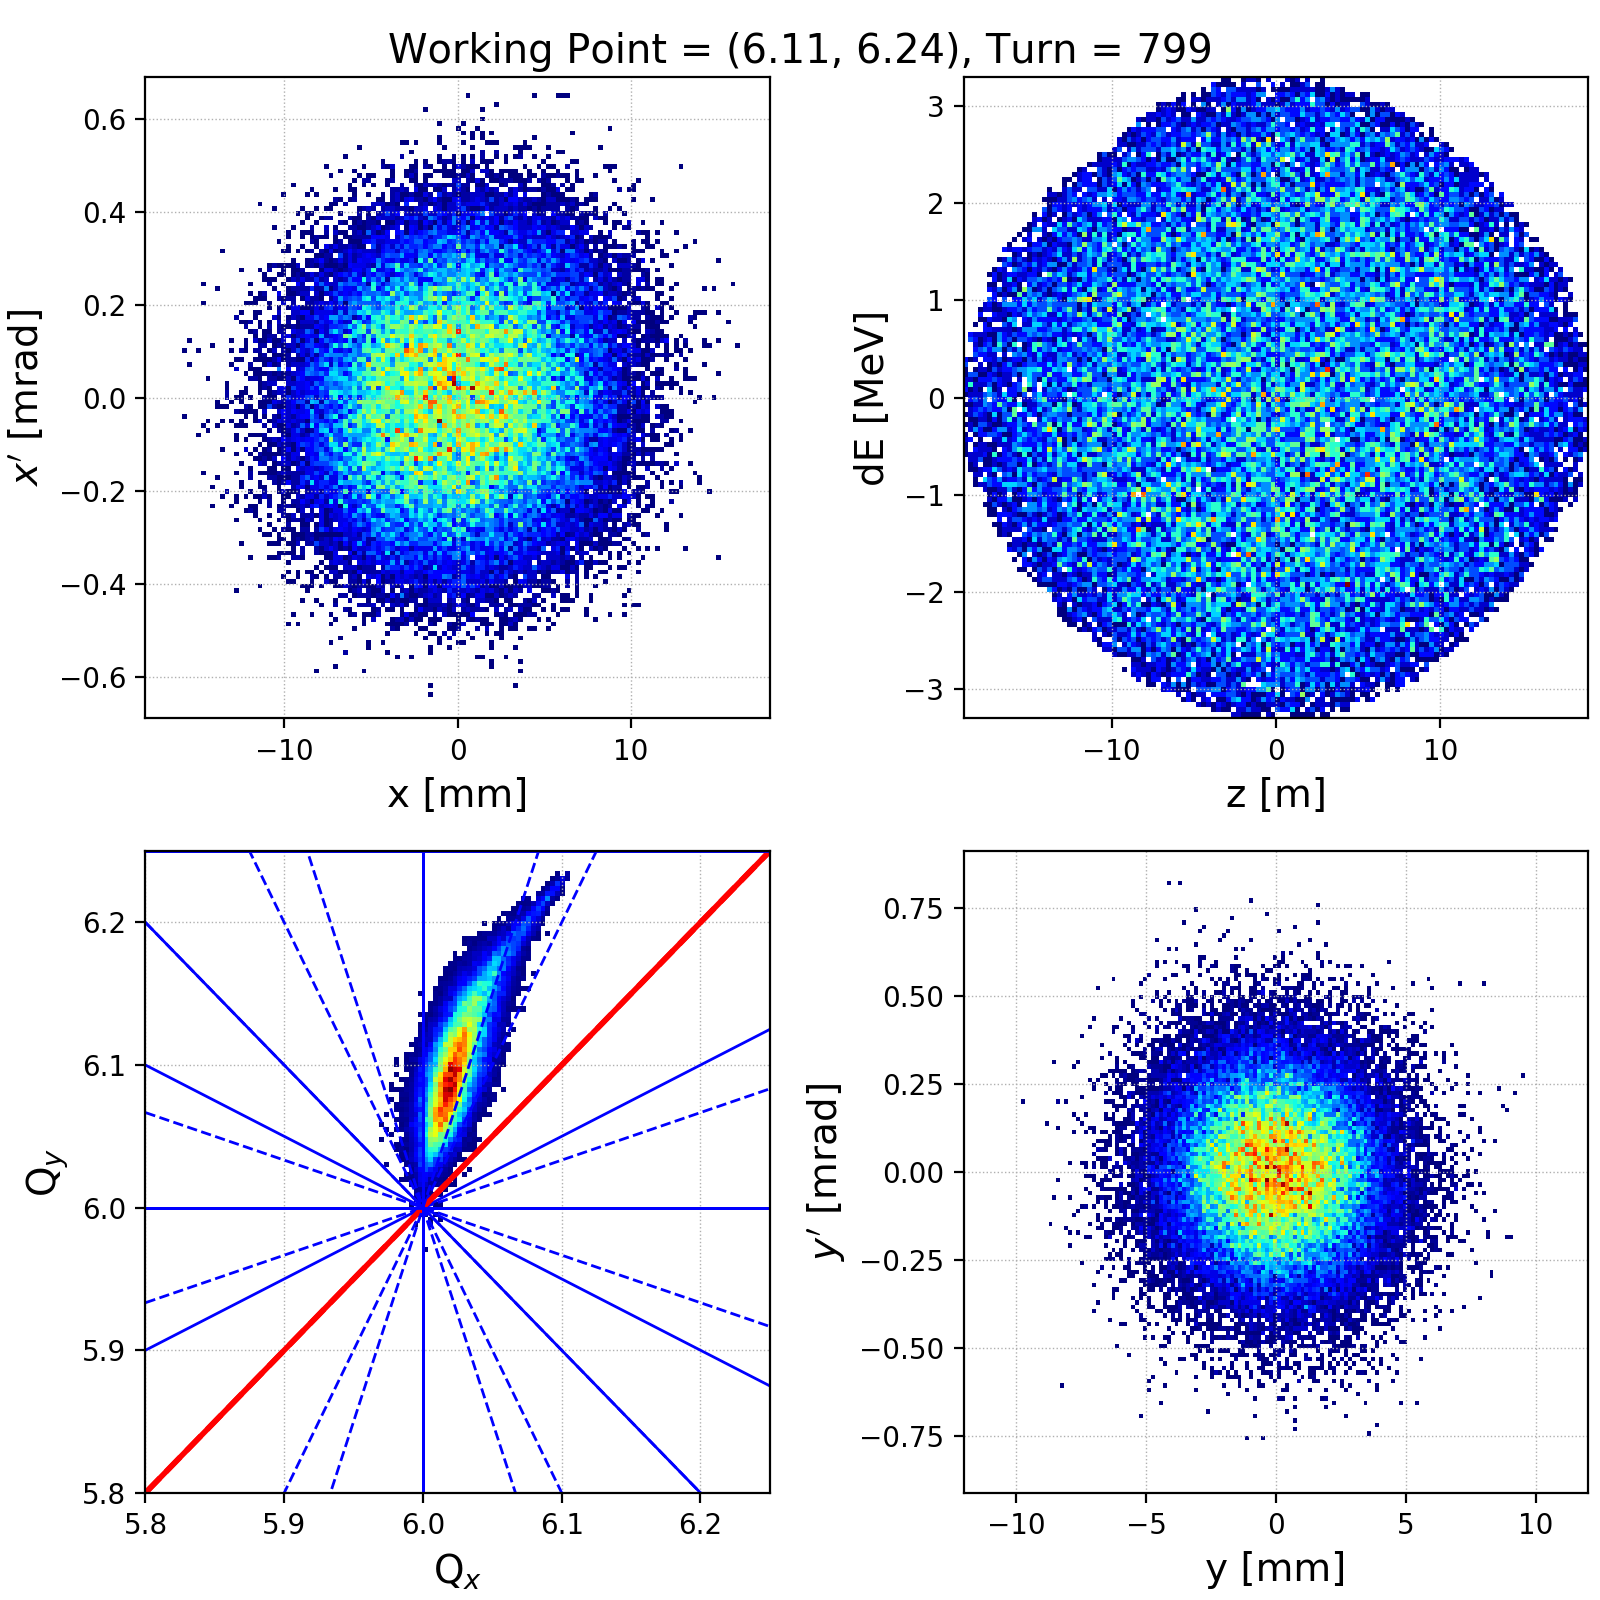 Working Point = (6.11, 6.24), Turn = 799
0.6
0.4
0.2
0.0
−0.2
−0.4
−0.6
−10 0 10
x′ [mrad]
x [mm]
3
2
1
0
−1
−2
−3
−10 0 10
dE [MeV]
z [m]
6.2
6.1
6.0
5.9
5.8
5.8 5.9 6.0 6.1 6.2
Qy
Qx
0.75
0.50
0.25
0.00
−0.25
−0.50
−0.75
−10 −5 0 5 10
y′ [mrad]
y [mm]